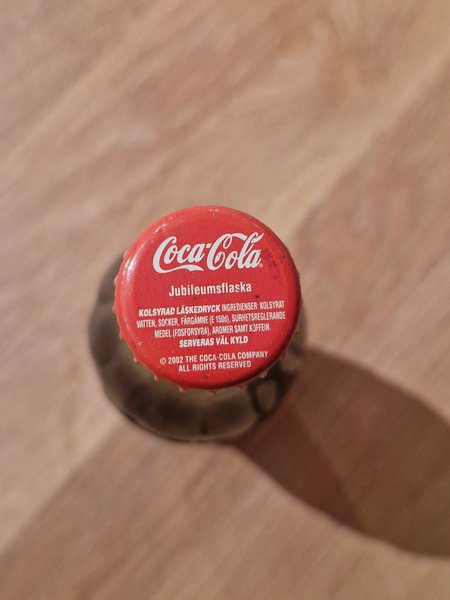 Coca-Cola
Jubileumsflaska
KOLSYRAD LÄSKEDRYCK INGREDIENSER: KOLSYRAT
VATTEN, SOCKER, FÄRGÄMNE (E 150d), SURHETSREGLERANDE
MEDEL (FOSFORSYRA), AROMER SAMT KOFFEIN.
SERVERAS VÄL KYLD
© 2002 THE COCA-COLA COMPANY
ALL RIGHTS RESERVED